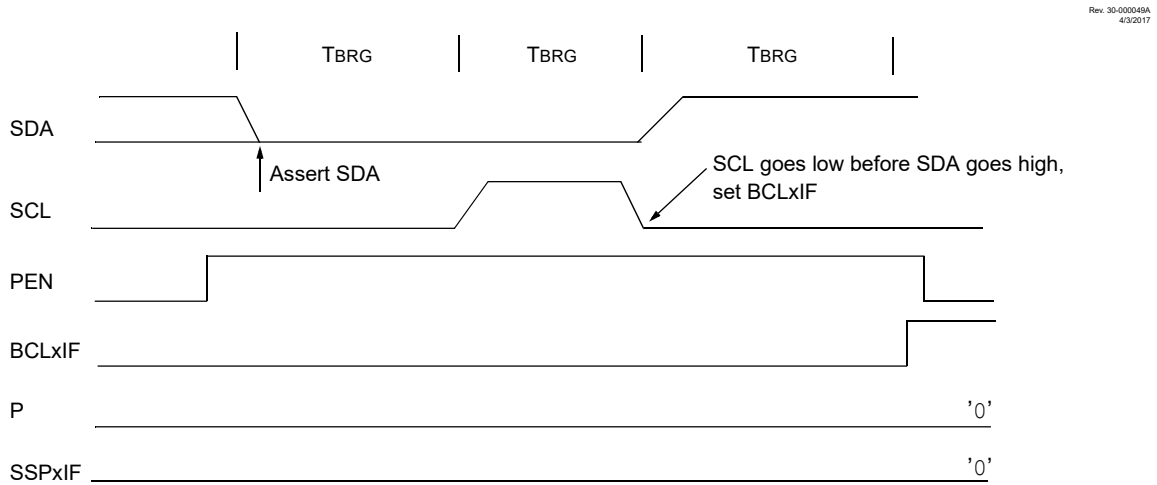 Rev. 30-000049A
4/3/2017
TBRG TBRG TBRG
SDA
Assert SDA
SCL goes low before SDA goes high,
set BCLxIF
SCL
PEN
BCLxIF
P '0'
SSPxIF '0'